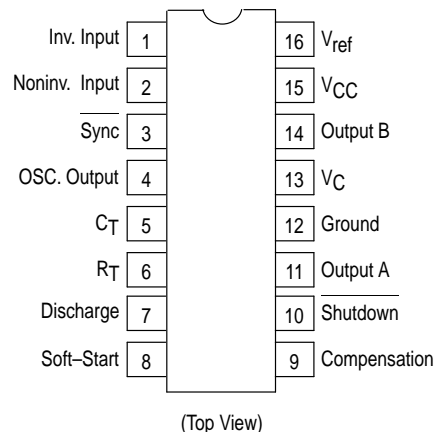 Inv. Input 1 16 Vref
Noninv. Input 2 15 VCC
Sync 3 14 Output B
OSC. Output 4 13 VC
CT 5 12 Ground
RT 6 11 Output A
Discharge 7 10 Shutdown
Soft–Start 8 9 Compensation
(Top View)